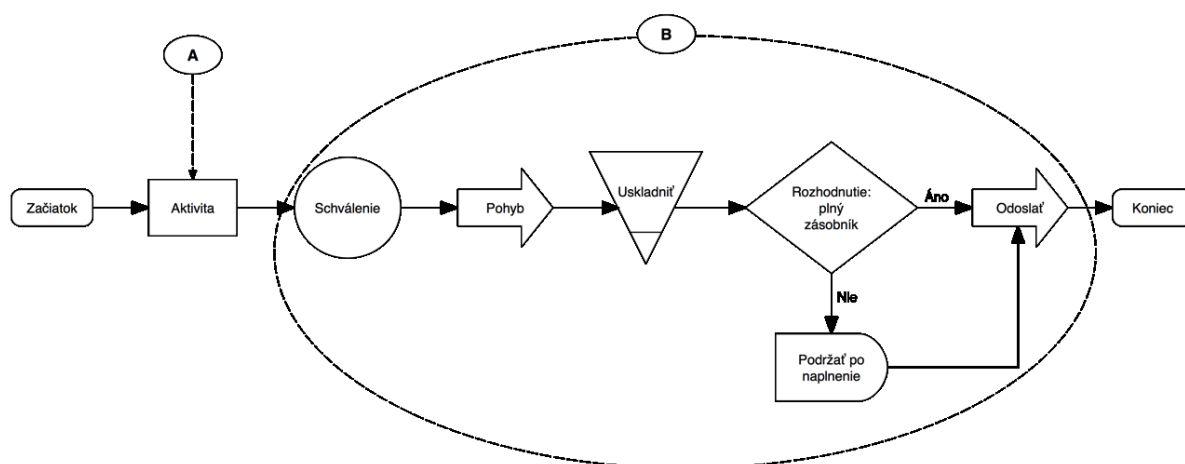 A
B
Začiatok
Aktivita
Schválenie
Pohyb
Uskladniť
Rozhodnutie:
plný
zásobník
Áno
Odoslať
Koniec
Nie
Podržať po
naplnenie